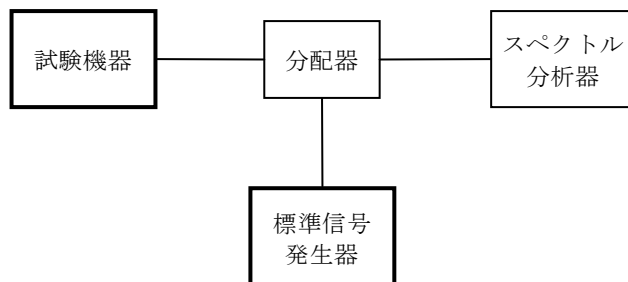 試験機器
分配器
スペクトル
分析器
標準信号
発生器